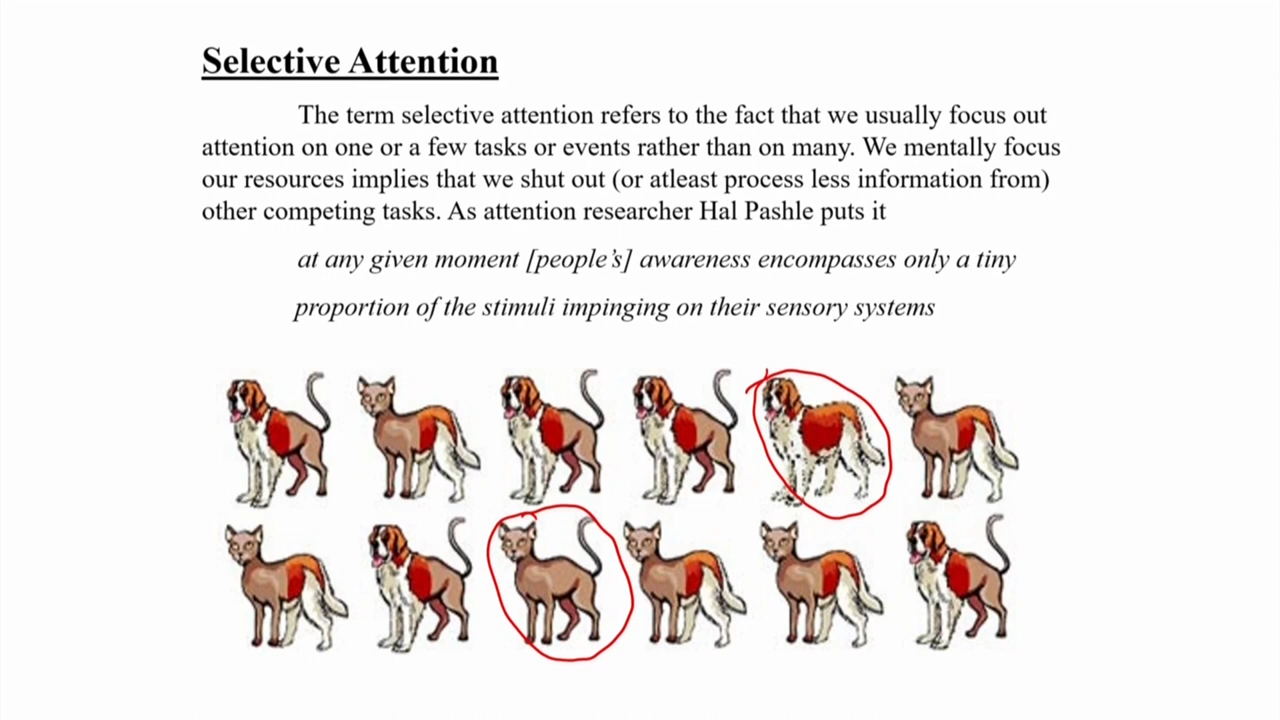 Selective Attention
The term selective attention refers to the fact that we usually focus out
attention on one or a few tasks or events rather than on many. We mentally focus
our resources implies that we shut out (or atleast process less information from)
other competing tasks. As attention researcher Hal Pashle puts it
at any given moment [people’s] awareness encompasses only a tiny
proportion of the stimuli impinging on their sensory systems